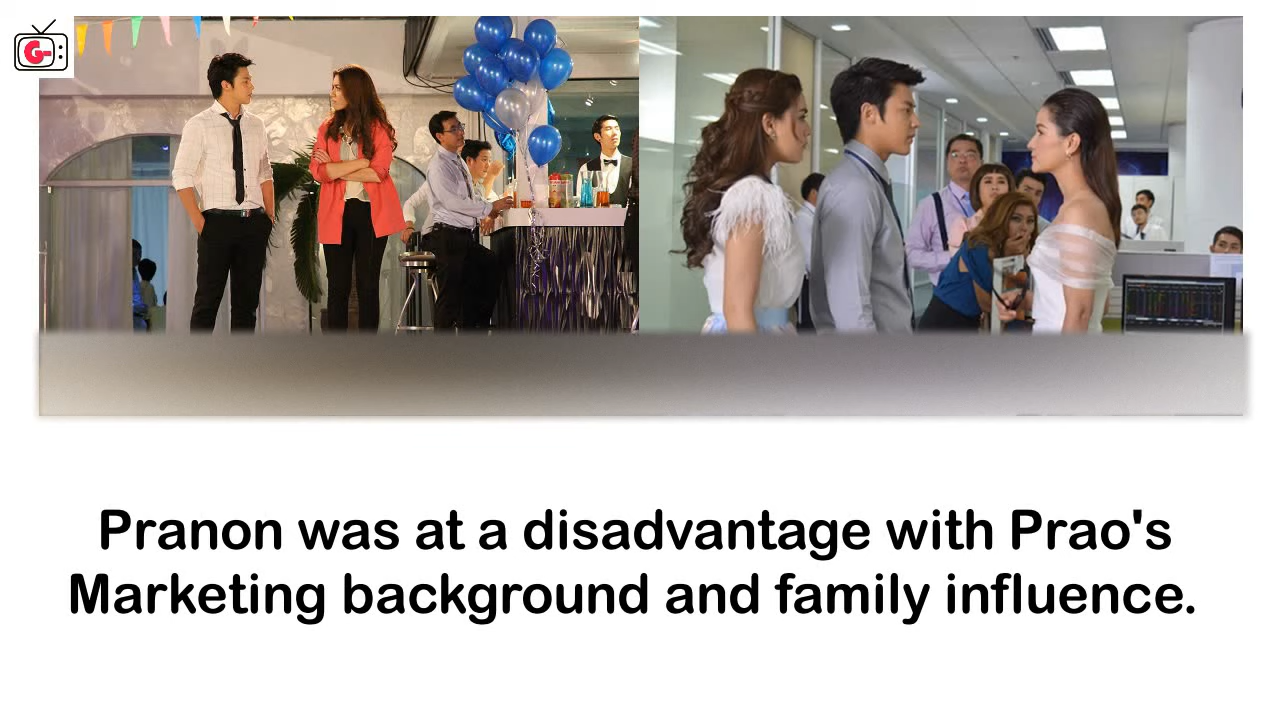 G-
Pranon was at a disadvantage with Prao's
Marketing background and family influence.